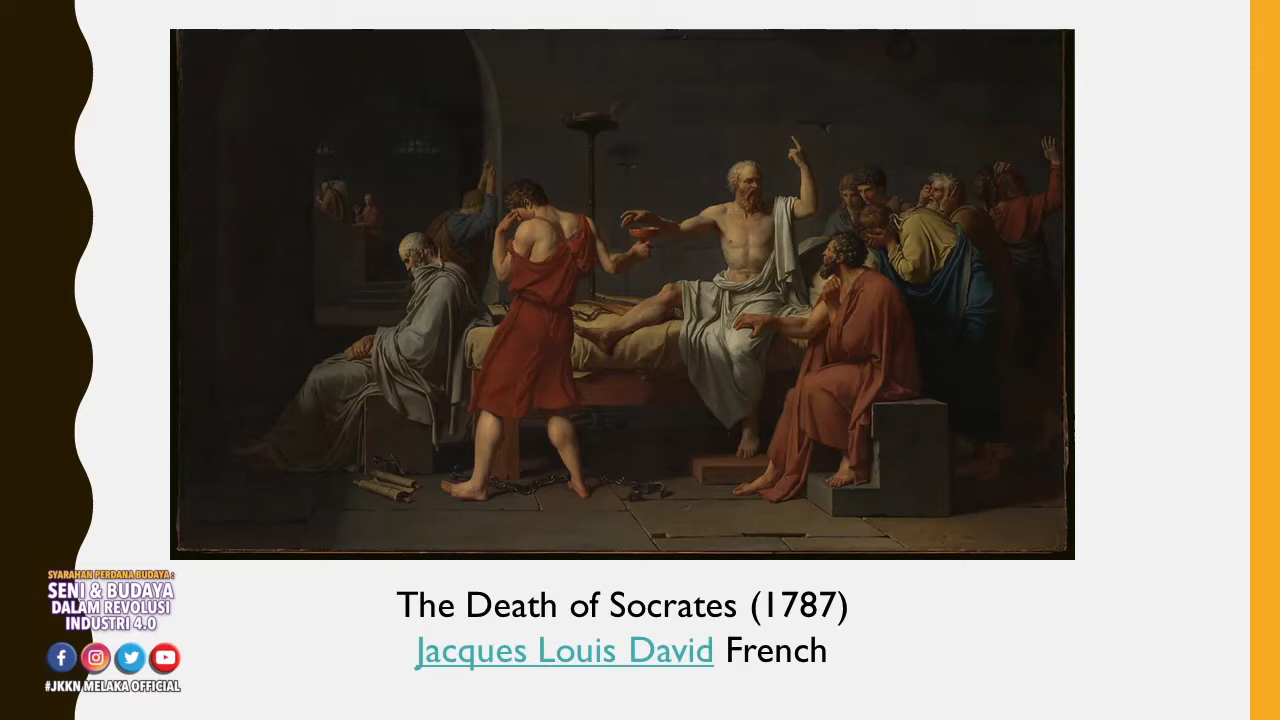 The Death of Socrates (1787)
Jacques Louis David French
SYARAHAN PERDANA BUDAYA :
SENI & BUDAYA
DALAM REVOLUSI
INDUSTRI 4.0
#JKKN MELAKA OFFICIAL